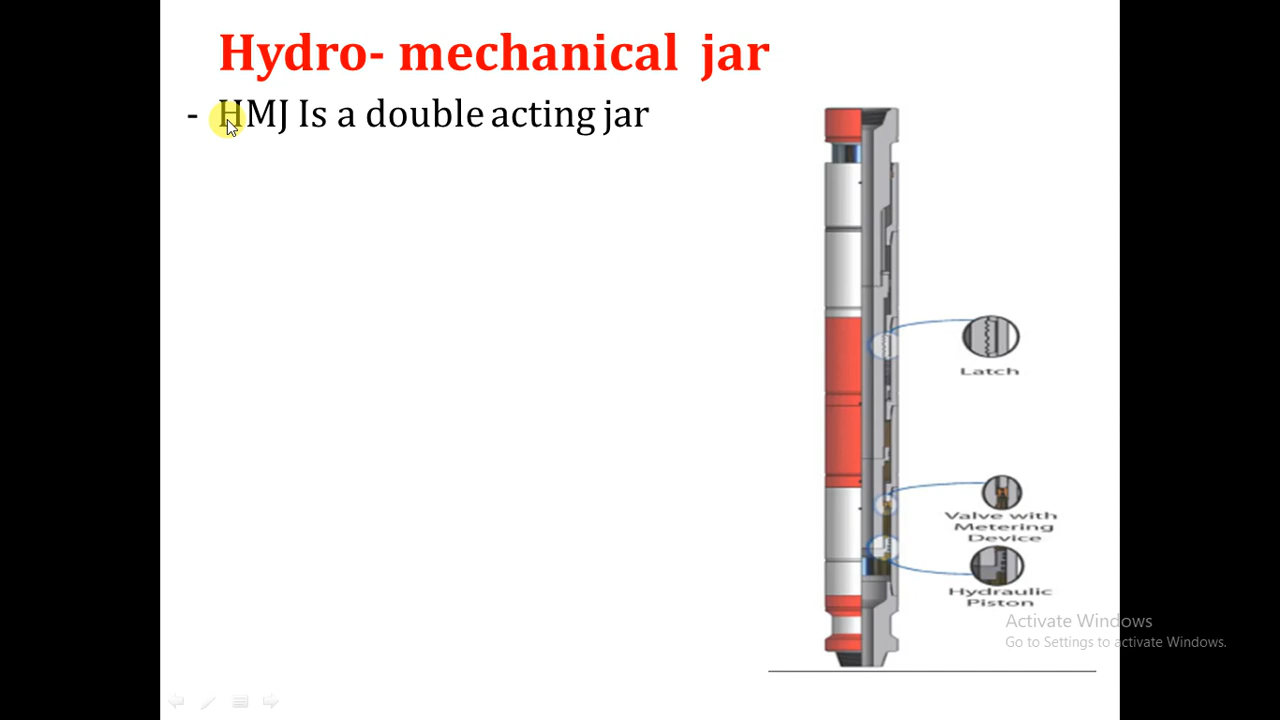 Hydro- mechanical jar
- HMJ Is a double acting jar
Latch
Valve with
Metering
Device
Hydraulic
Piston
Activate Windows
Go to Settings to activate Windows.